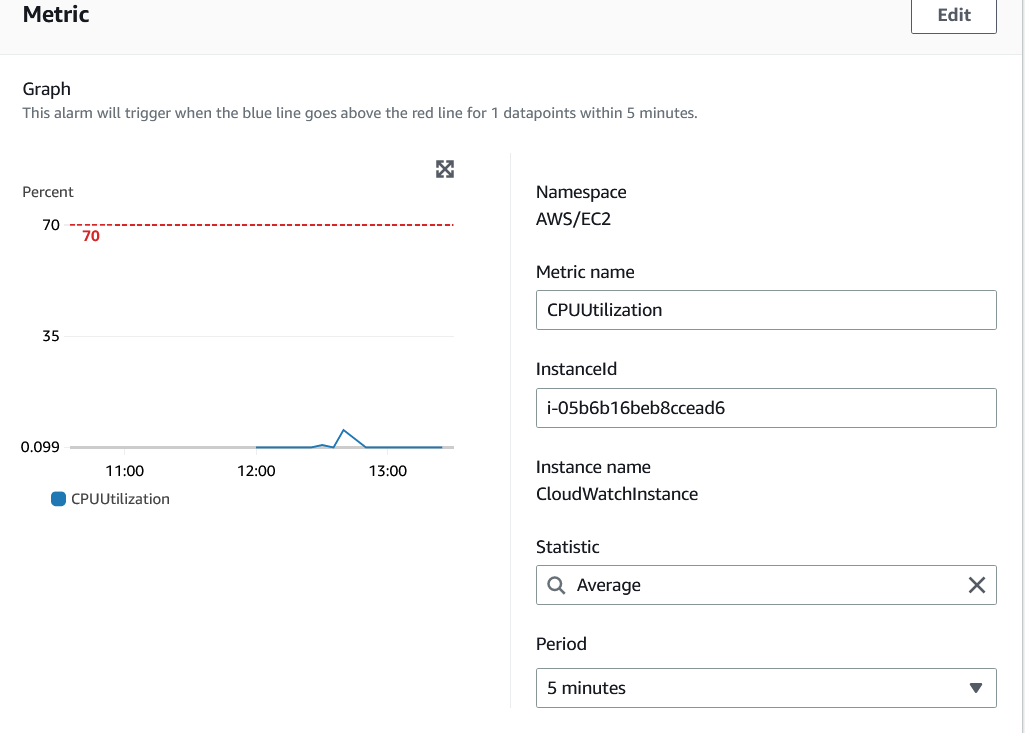 Metric
Edit
Graph
This alarm will trigger when the blue line goes above the red line for 1 datapoints within 5 minutes.
Percent
70
70
35
0.099
11:00 12:00 13:00
CPUUtilization
Namespace
AWS/EC2
Metric name
CPUUtilization
InstanceId
i-05b6b16beb8ccead6
Instance name
CloudWatchInstance
Statistic
Average
Period
5 minutes